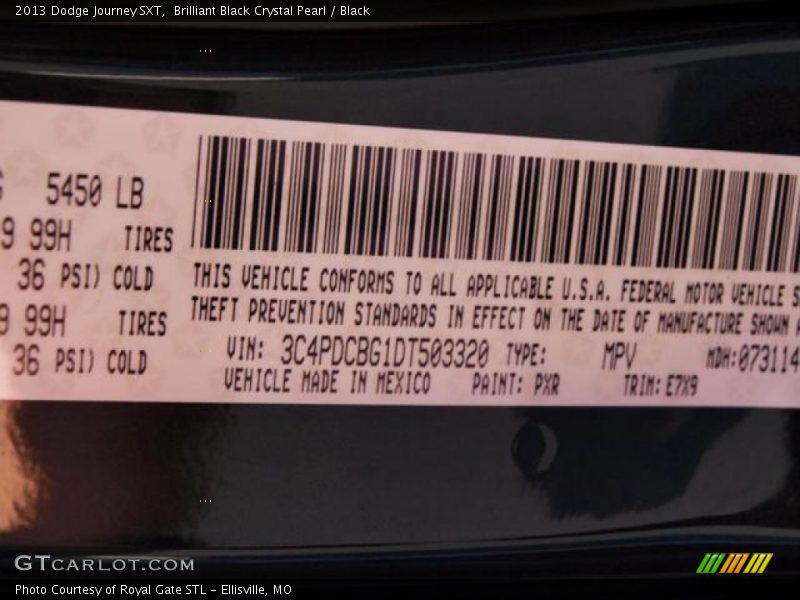 2013 Dodge Journey SXT, Brilliant Black Crystal Pearl / Black
5450 LB
99H TIRES
36 PSI) COLD
99H TIRES
36 PSI) COLD
THIS VEHICLE CONFORMS TO ALL APPLICABLE U.S.A. FEDERAL MOTOR VEHICLE
THEFT PREVENTION STANDARDS IN EFFECT ON THE DATE OF MANUFACTURE SHOWN
VIN: 3C4PDCBG1DT503320 TYPE: MPV MDH:073114
VEHICLE MADE IN MEXICO PAINT: PXR TRIM: E7X9
GTCARLOT.COM
Photo Courtesy of Royal Gate STL - Ellisville, MO